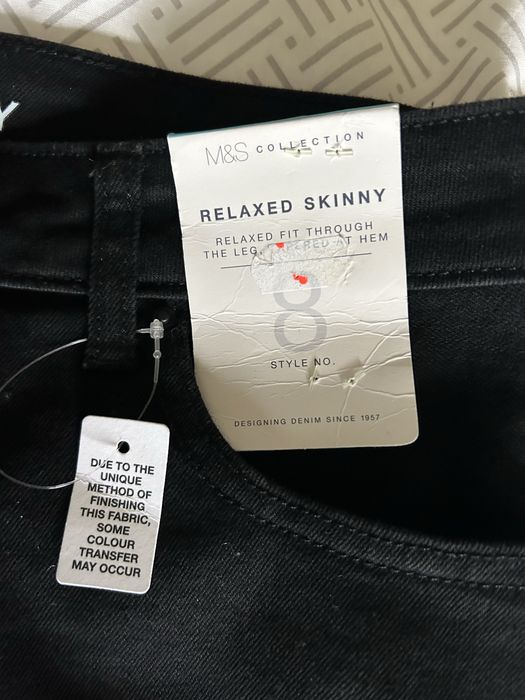 Y
M&S COLLECTION
RELAXED SKINNY
RELAXED FIT THROUGH
THE LEG, TAPERED AT HEM
8
STYLE NO.
DESIGNING DENIM SINCE 1957
DUE TO THE
UNIQUE
METHOD OF
FINISHING
THIS FABRIC,
SOME
COLOUR
TRANSFER
MAY OCCUR